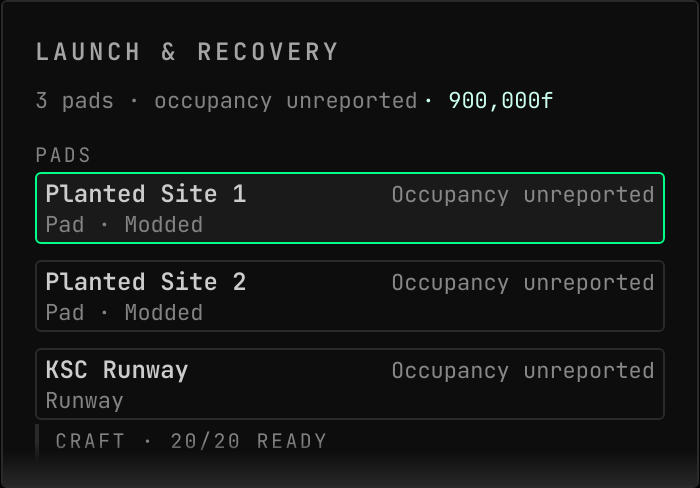 LAUNCH & RECOVERY
3 pads · occupancy unreported · 900,000f
PADS
Planted Site 1 Occupancy unreported
Pad · Modded
Planted Site 2 Occupancy unreported
Pad · Modded
KSC Runway Occupancy unreported
Runway
CRAFT · 20/20 READY